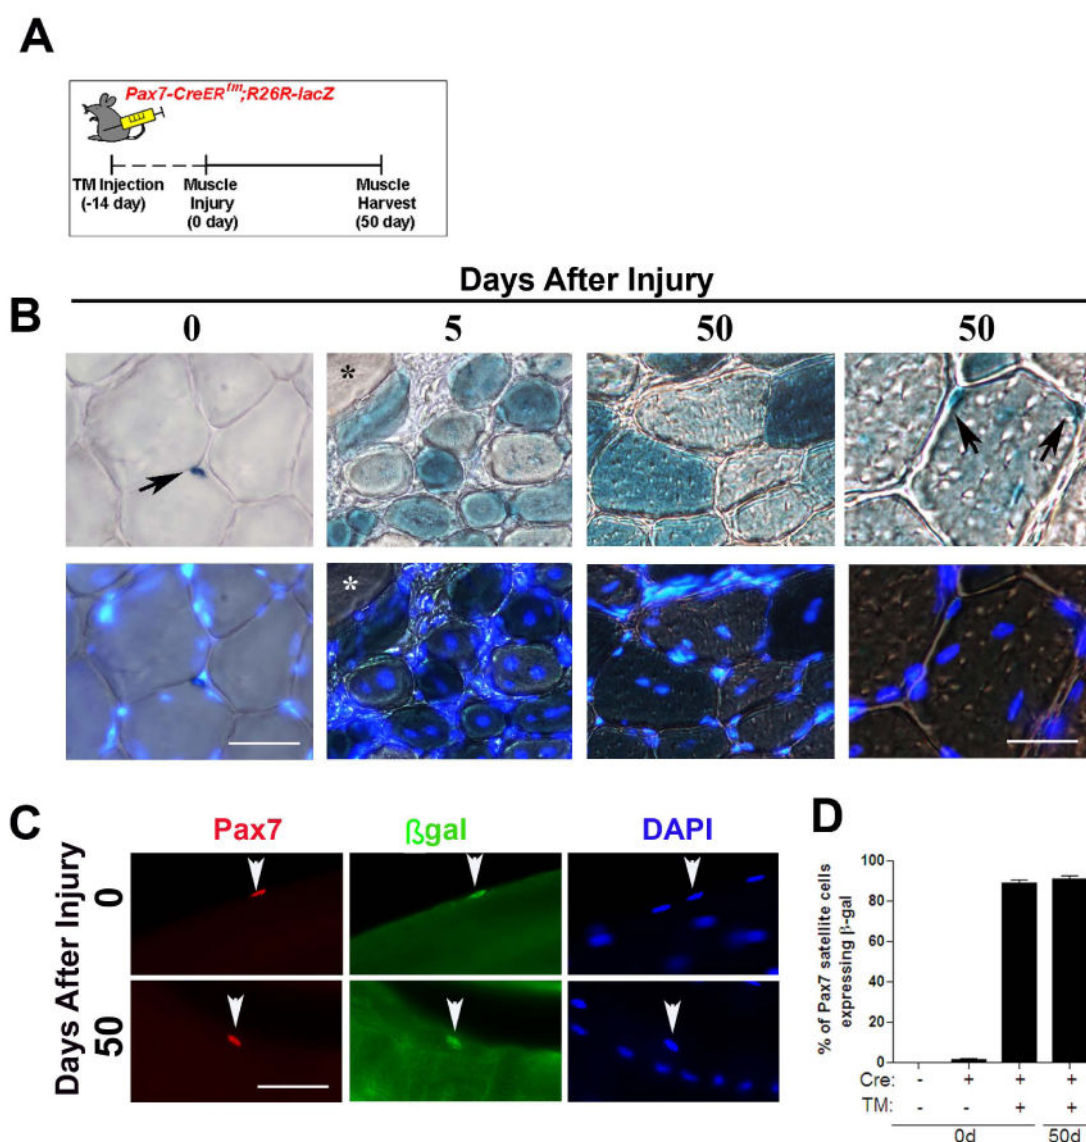 A
Pax7-CreERtm;R26R-lacZ
TM Injection
(-14 day)
Muscle
Injury
(0 day)
Muscle
Harvest
(50 day)
Days After Injury
B
0 5 50 50
*
*
C
Pax7 ßgal DAPI
Days After Injury
0
50
D
% of Pax7 satellite cells
expressing β-gal
100
80
60
40
20
0
Cre: - + + +
TM: - - + +
0d 50d